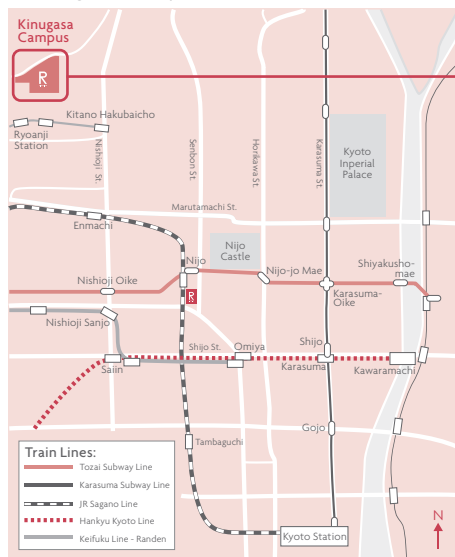 Kinugasa
Campus
R
Kitano Hakubaicho
Ryoanji
Station
Nishioji St.
Senbon St.
Horikawa St.
Karasuma St.
Kyoto
Inperial
Palace
Marutamachi St.
Enmachi
Nijo
Castle
Nijo
Nijo-jo Mae
Shiyakusho-
mae
Nishioji Oike
R
Karasuma-
Oike
Nishioji Sanjo
Shijo St.
Omiya
Shijo
Saiin
Karasuma
Kawaramachi
Gojo
Tambaguchi
Train Lines:
Tozai Subway Line
Karasuma Subway Line
JR Sagano Line
Hankyu Kyoto Line
Keifuku Line - Randen
Kyoto Station
N